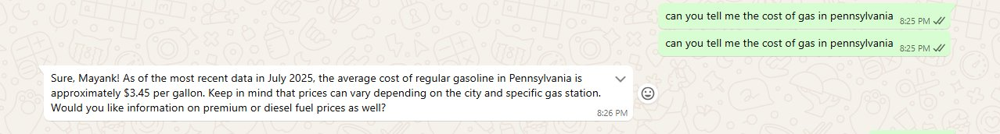 can you tell me the cost of gas in pennsylvania 8:25 PM
can you tell me the cost of gas in pennsylvania 8:25 PM
Sure, Mayank! As of the most recent data in July 2025, the average cost of regular gasoline in Pennsylvania is
approximately $3.45 per gallon. Keep in mind that prices can vary depending on the city and specific gas station.
Would you like information on premium or diesel fuel prices as well?
8:26 PM